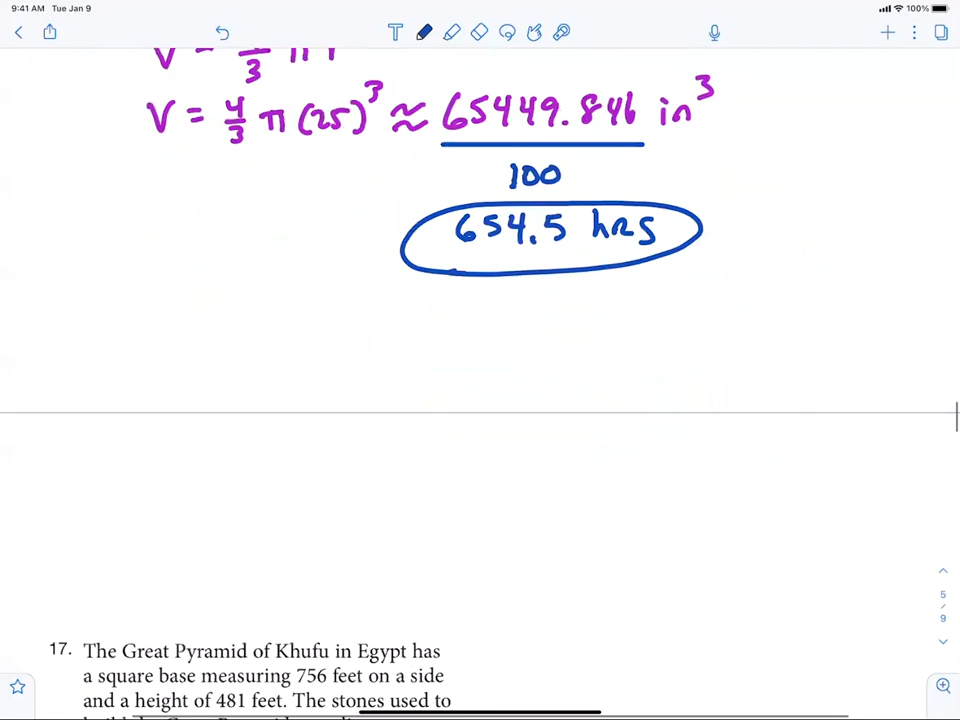 9:41 AM Tue Jan 9
100%
V = 4/3 π (25)^3 ≈ 65449.846 in^3
100
654.5 hrs
5
/
9
17. The Great Pyramid of Khufu in Egypt has
a square base measuring 756 feet on a side
and a height of 481 feet. The stones used to